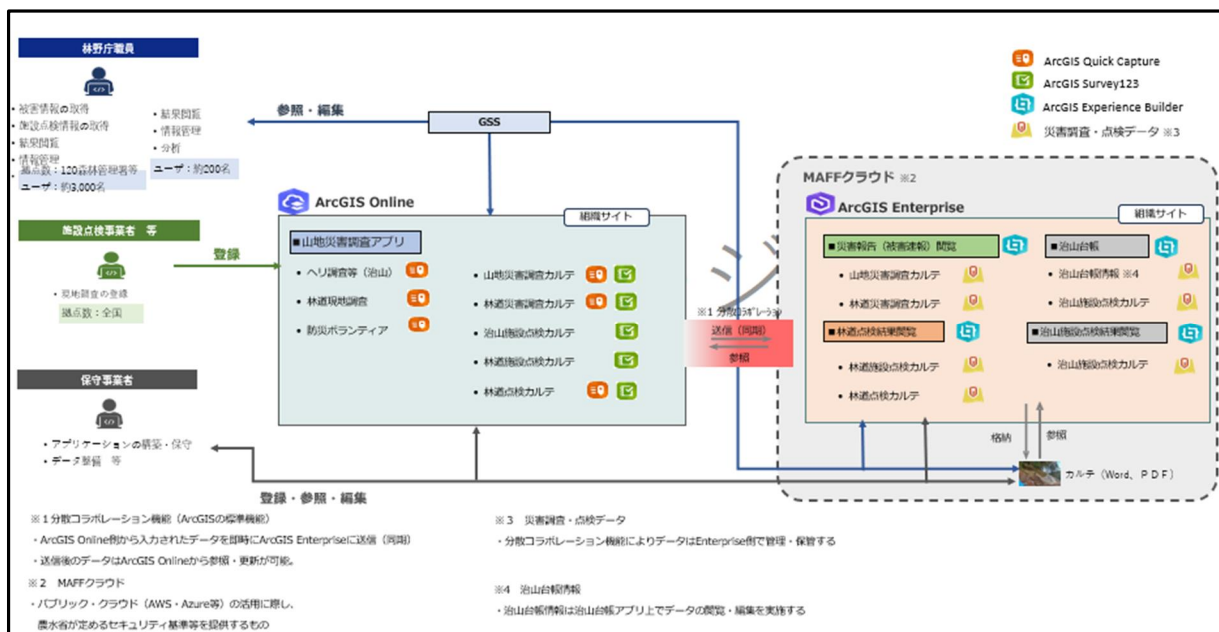 林野庁職員
• 被害情報の取得
• 施設点検情報の取得
• 結果閲覧
• 情報管理
拠点数：120森林管理署等
ユーザ：約3,000名
• 結果閲覧
• 情報管理
• 分析
ユーザ：約200名
参照・編集
GSS
ArcGIS Quick Capture
ArcGIS Survey123
ArcGIS Experience Builder
災害調査・点検データ ※3
施設点検事業者 等
• 現地調査の登録
拠点数：全国
登録
ArcGIS Online
組織サイト
■山地災害調査アプリ
• ヘリ調査等（治山）
• 林道現地調査
• 防災ボランティア
• 山地災害調査カルテ
• 林道災害調査カルテ
• 治山施設点検カルテ
• 林道施設点検カルテ
• 林道点検カルテ
ジ
※1 分散コラボレーション
送信（同期）
参照
MAFFクラウド ※2
ArcGIS Enterprise
組織サイト
■災害報告（被害速報）閲覧
• 山地災害調査カルテ
• 林道災害調査カルテ
■林道点検結果閲覧
• 林道施設点検カルテ
• 林道点検カルテ
■治山台帳
• 治山台帳情報 ※4
• 治山施設点検カルテ
■治山施設点検結果閲覧
• 治山施設点検カルテ
格納
参照
カルテ（Word、PDF）
保守事業者
• アプリケーションの構築・保守
• データ整備 等
登録・参照・編集
※１分散コラボレーション機能（ArcGISの標準機能）
・ArcGIS Online側から入力されたデータを即時にArcGIS Enterpriseに送信（同期）
・送信後のデータはArcGIS Onlineから参照・更新が可能。
※２ MAFFクラウド
・パブリック・クラウド（AWS・Azure等）の活用に際し、
農水省が定めるセキュリティ基準等を提供するもの
※３ 災害調査・点検データ
・分散コラボレーション機能によりデータはEnterprise側で管理・保管する
※4 治山台帳情報
・治山台帳情報は治山台帳アプリ上でデータの閲覧・編集を実施する